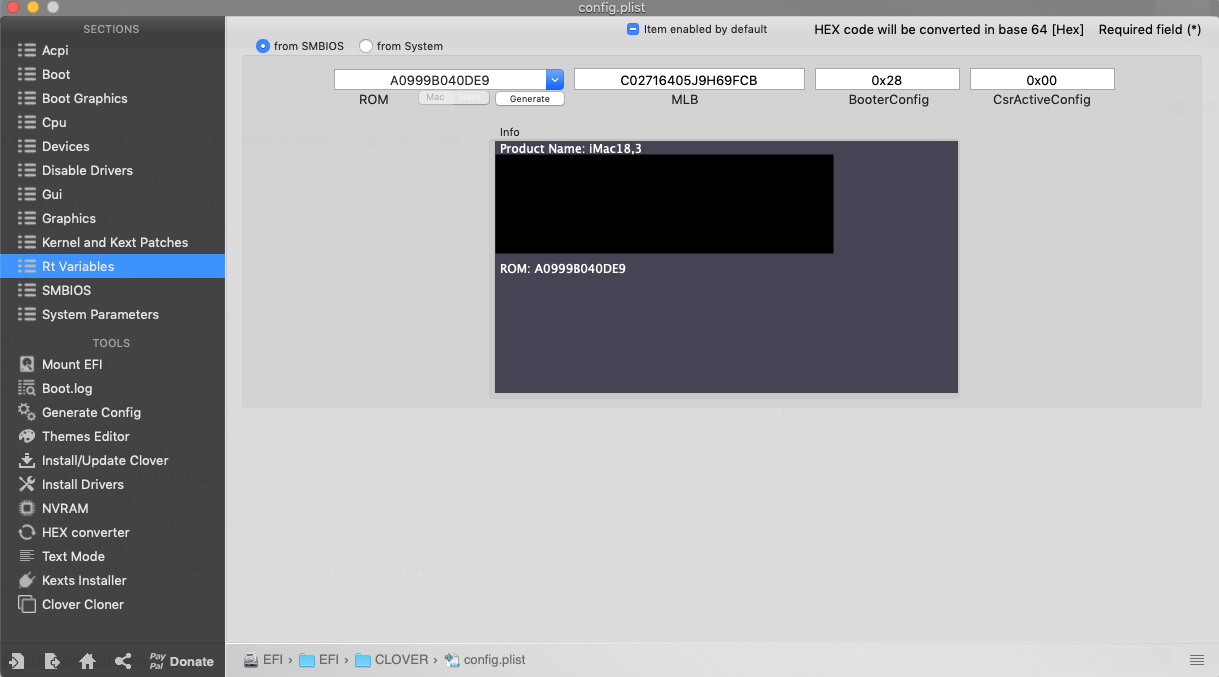 config.plist
SECTIONS
Acpi
Boot
Boot Graphics
Cpu
Devices
Disable Drivers
Gui
Graphics
Kernel and Kext Patches
Rt Variables
SMBIOS
System Parameters
TOOLS
Mount EFI
Boot.log
Generate Config
Themes Editor
Install/Update Clover
Install Drivers
NVRAM
HEX converter
Text Mode
Kexts Installer
Clover Cloner
Pay Pal Donate
Item enabled by default
HEX code will be converted in base 64 [Hex] Required field (*)
from SMBIOS from System
A0999B040DE9 C02716405J9H69FCB 0x28 0x00
ROM Mac Generate MLB BooterConfig CsrActiveConfig
Info
Product Name: iMac18,3
ROM: A0999B040DE9
EFI › EFI › CLOVER › config.plist